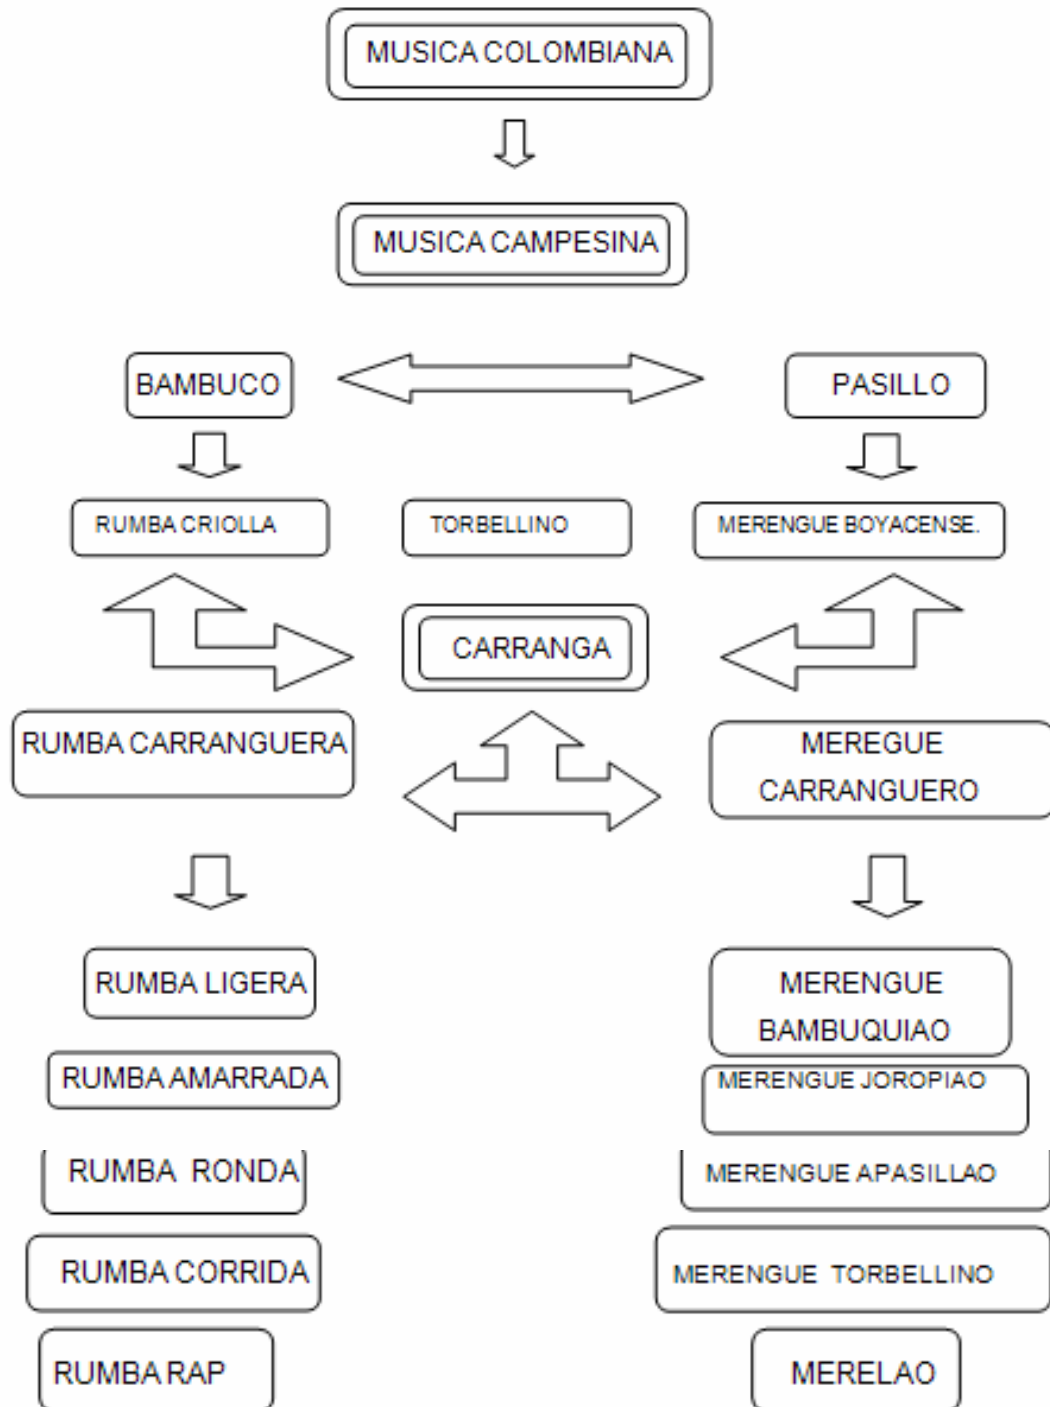 MUSICA COLOMBIANA
MUSICA CAMPESINA
BAMBUCO
PASILLO
RUMBA CRIOLLA
TORBELLINO
MERENGUE BOYACENSE.
CARRANGA
RUMBA CARRANGUERA
MEREGUE
CARRANGUERO
RUMBA LIGERA
MERENGUE
BAMBUQUIAO
RUMBA AMARRADA
MERENGUE JOROPIAO
RUMBA RONDA
MERENGUE APASILLAO
RUMBA CORRIDA
MERENGUE TORBELLINO
RUMBA RAP
MERELAO